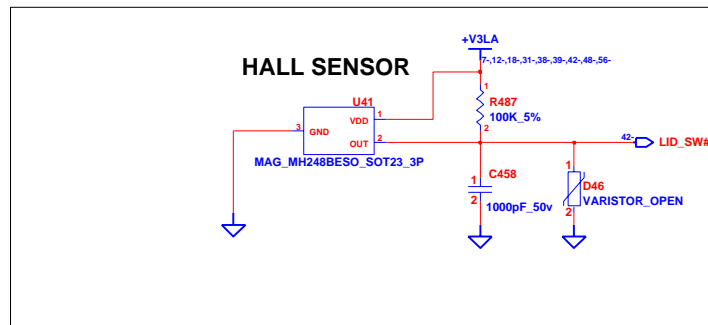 +V3LA
7-,12-,18-,31-,38-,39-,42-,48-,56-
HALL SENSOR
U41
1
R487
100K_5%
2
3
GND
VDD
1
OUT
2
MAG_MH248BESO_SOT23_3P
42-
LID_SW#
1
C458
2
1000pF_50v
1
D46
2
VARISTOR_OPEN